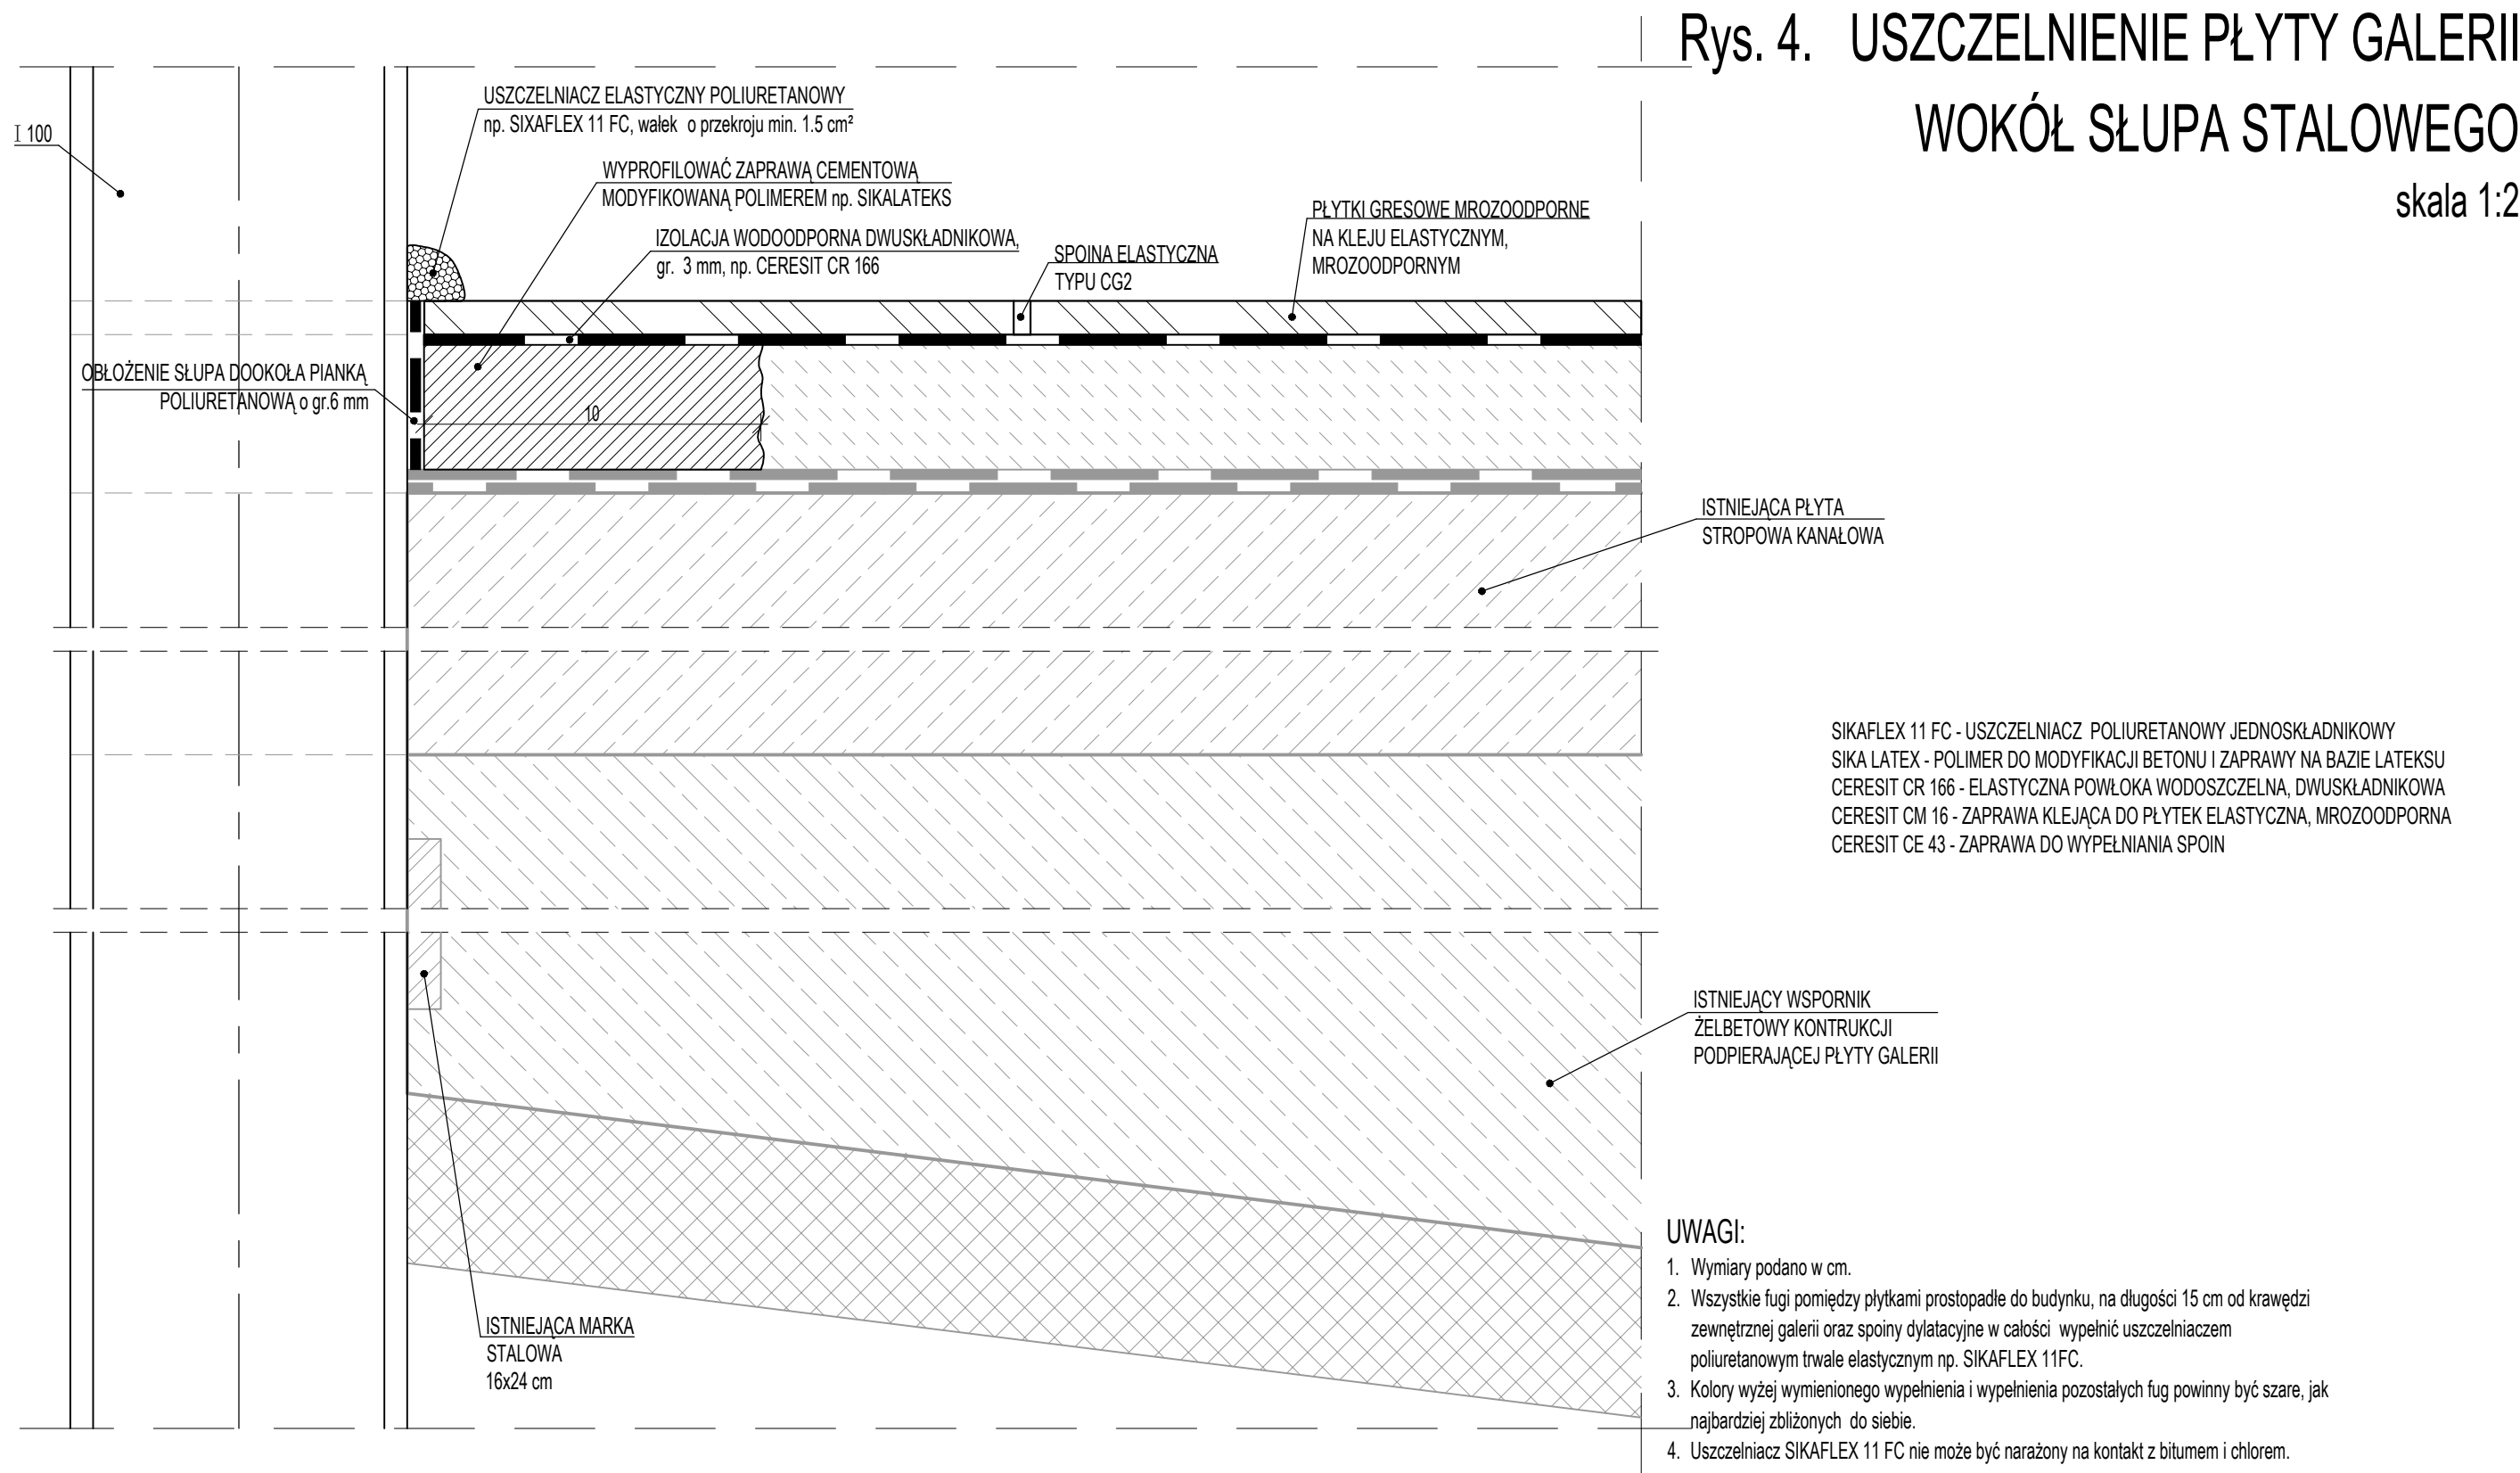 Rys. 4. USZCZELNIENIE PŁYTY GALERII
WOKÓŁ SŁUPA STALOWEGO
skala 1:2
I 100
USZCZELNIACZ ELASTYCZNY POLIURETANOWY
np. SIXAFLEX 11 FC, wałek o przekroju min. 1.5 cm²
WYPROFILOWAĆ ZAPRAWĄ CEMENTOWĄ
MODYFIKOWANĄ POLIMEREM np. SIKALATEKS
IZOLACJA WODOODPORNA DWUSKŁADNIKOWA,
gr. 3 mm, np. CERESIT CR 166
SPOINA ELASTYCZNA
TYPU CG2
PŁYTKI GRESOWE MROZOODPORNE
NA KLEJU ELASTYCZNYM,
MROZOODPORNYM
OBŁOŻENIE SŁUPA DOOKOŁA PIANKĄ
POLIURETANOWĄ o gr.6 mm
10
ISTNIEJĄCA PŁYTA
STROPOWA KANAŁOWA
SIKAFLEX 11 FC - USZCZELNIACZ POLIURETANOWY JEDNOSKŁADNIKOWY
SIKA LATEX - POLIMER DO MODYFIKACJI BETONU I ZAPRAWY NA BAZIE LATEKSU
CERESIT CR 166 - ELASTYCZNA POWŁOKA WODOSZCZELNA, DWUSKŁADNIKOWA
CERESIT CM 16 - ZAPRAWA KLEJĄCA DO PŁYTEK ELASTYCZNA, MROZOODPORNA
CERESIT CE 43 - ZAPRAWA DO WYPEŁNIANIA SPOIN
ISTNIEJĄCY WSPORNIK
ŻELBETOWY KONTRUKCJI
PODPIERAJĄCEJ PŁYTY GALERII
ISTNIEJĄCA MARKA
STALOWA
16x24 cm
UWAGI:
1. Wymiary podano w cm.
2. Wszystkie fugi pomiędzy płytkami prostopadłe do budynku, na długości 15 cm od krawędzi
zewnętrznej galerii oraz spoiny dylatacyjne w całości wypełnić uszczelniaczem
poliuretanowym trwale elastycznym np. SIKAFLEX 11FC.
3. Kolory wyżej wymienionego wypełnienia i wypełnienia pozostałych fug powinny być szare, jak
najbardziej zbliżonych do siebie.
4. Uszczelniacz SIKAFLEX 11 FC nie może być narażony na kontakt z bitumem i chlorem.